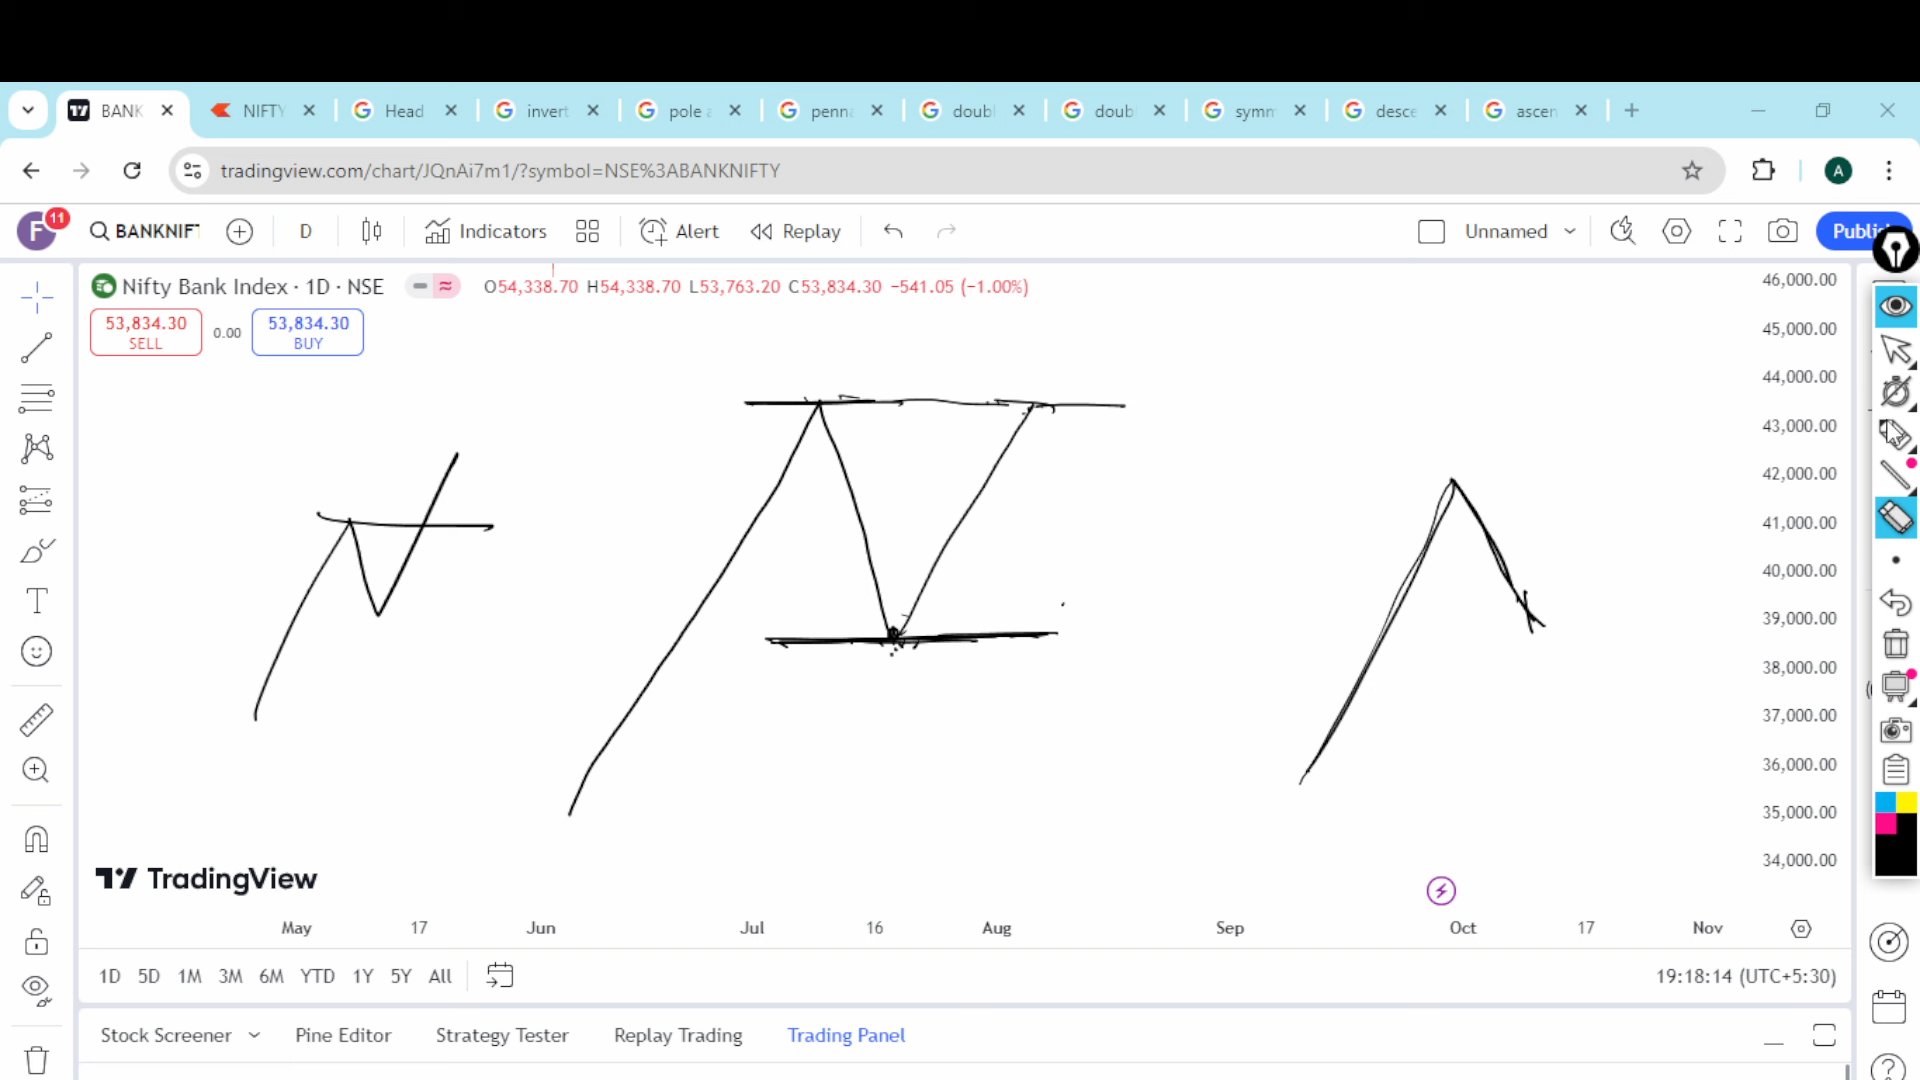 BANK
NIFTY
Head
invert
pole a
penna
doubl
doubl
symm
desce
ascen
tradingview.com/chart/JQnAi7m1/?symbol=NSE%3ABANKNIFTY
A
F
11
BANKNIFT
D
Indicators
Alert
Replay
Unnamed
Publi
Nifty Bank Index · 1D · NSE
O54,338.70 H54,338.70 L53,763.20 C53,834.30 −541.05 (−1.00%)
53,834.30
SELL
0.00
53,834.30
BUY
46,000.00
45,000.00
44,000.00
43,000.00
42,000.00
41,000.00
40,000.00
39,000.00
38,000.00
37,000.00
36,000.00
35,000.00
34,000.00
TradingView
May 17 Jun Jul 16 Aug Sep Oct 17 Nov
1D 5D 1M 3M 6M YTD 1Y 5Y All
19:18:14 (UTC+5:30)
Stock Screener Pine Editor Strategy Tester Replay Trading Trading Panel